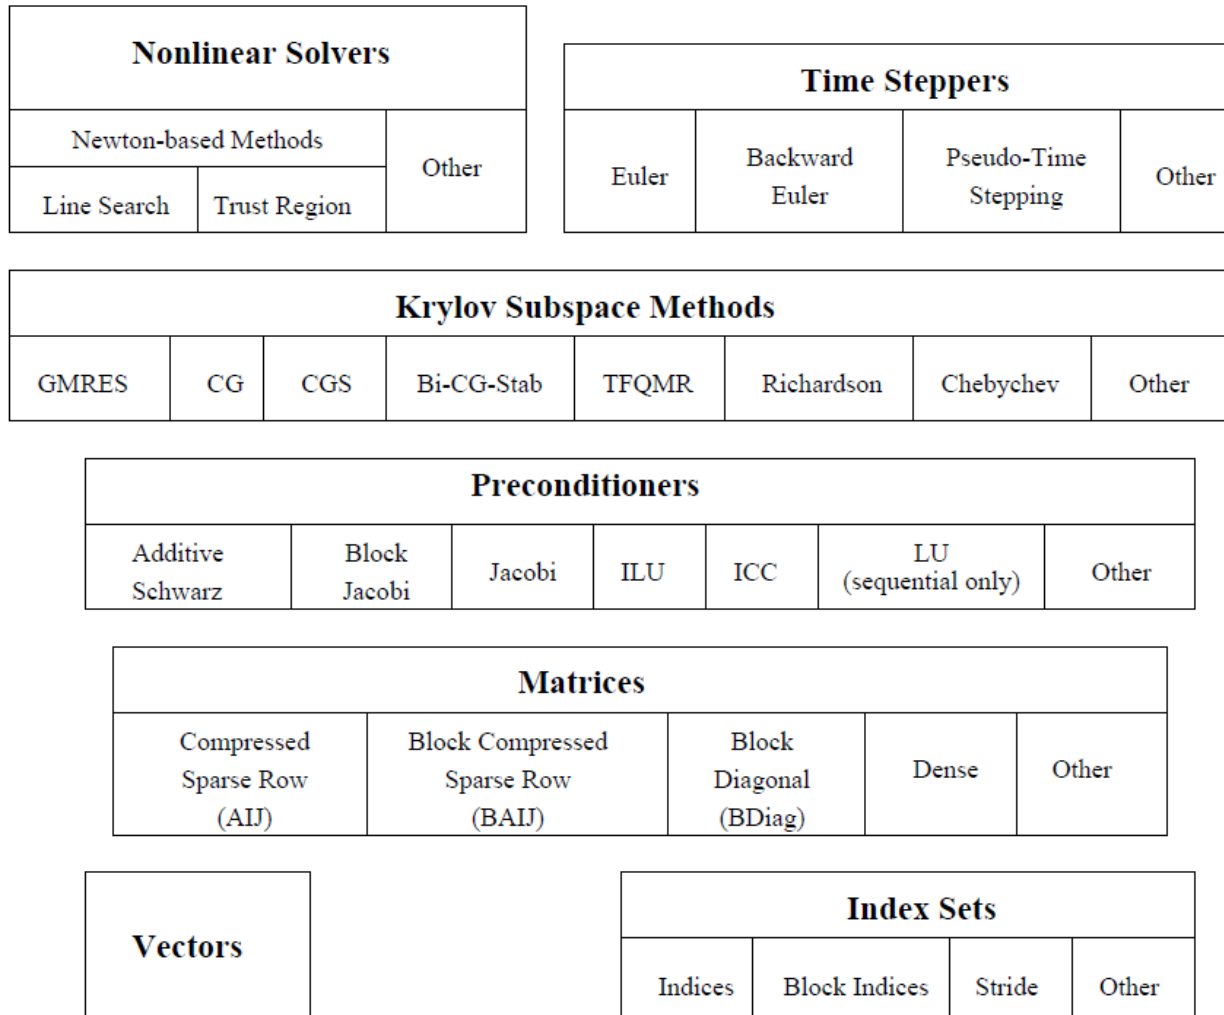 Nonlinear Solvers
Newton-based Methods
Line Search
Trust Region
Other
Time Steppers
Euler
Backward
Euler
Pseudo-Time
Stepping
Other
Krylov Subspace Methods
GMRES
CG
CGS
Bi-CG-Stab
TFQMR
Richardson
Chebychev
Other
Preconditioners
Additive
Schwarz
Block
Jacobi
Jacobi
ILU
ICC
LU
(sequential only)
Other
Matrices
Compressed
Sparse Row
(AIJ)
Block Compressed
Sparse Row
(BAIJ)
Block
Diagonal
(BDiag)
Dense
Other
Vectors
Index Sets
Indices
Block Indices
Stride
Other